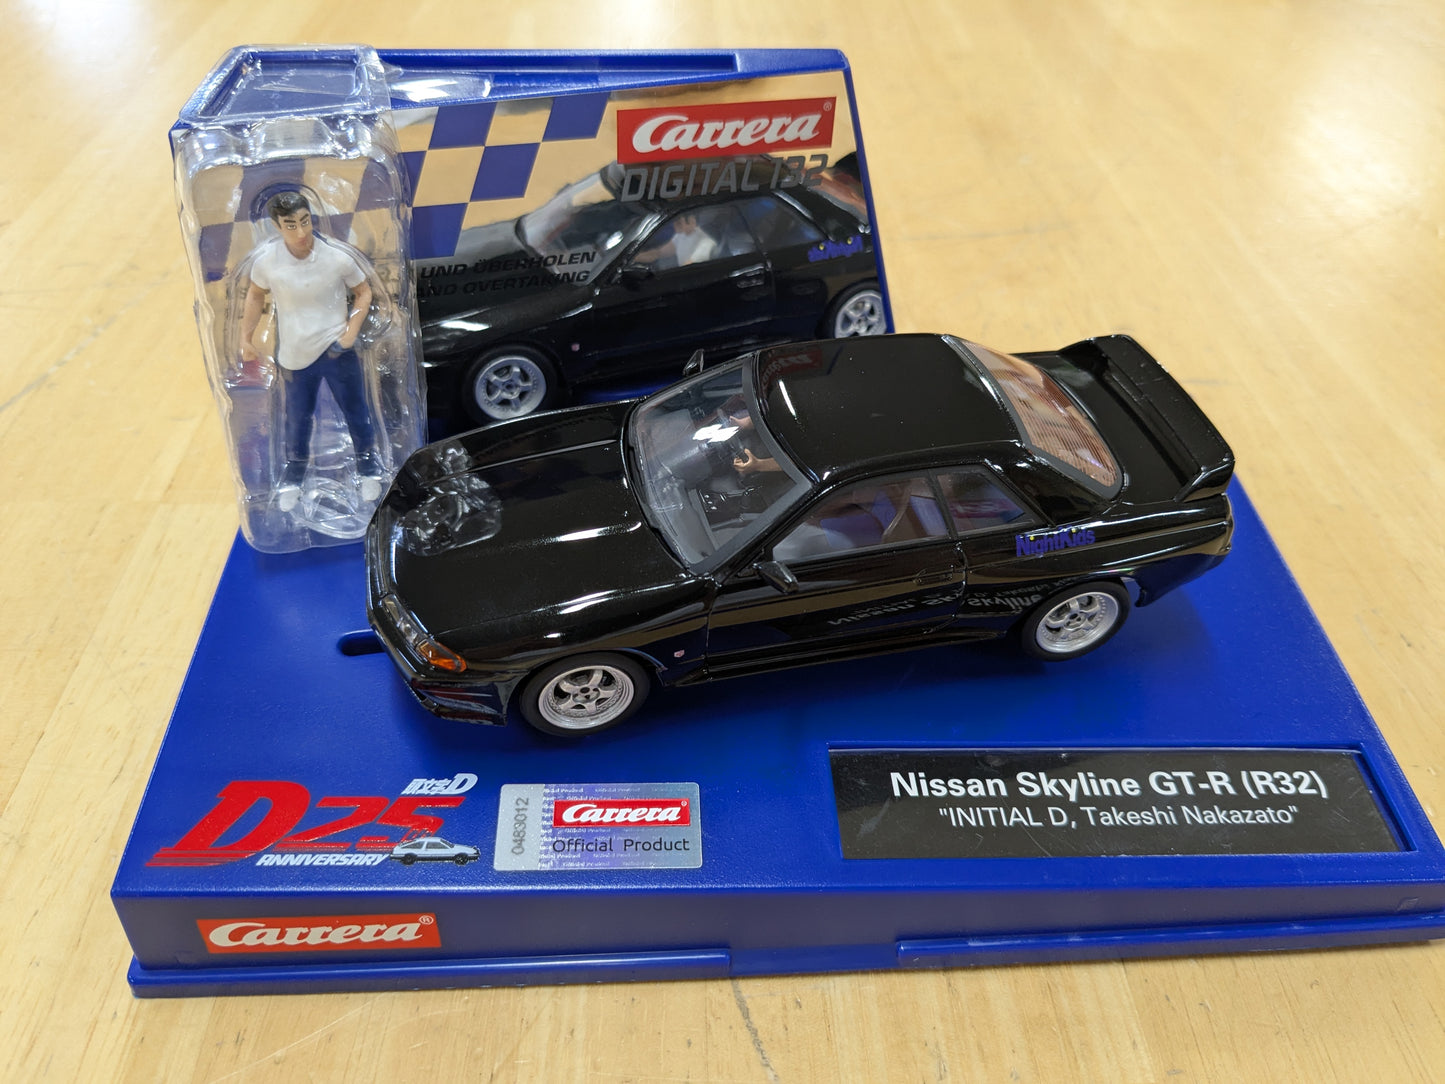 Carrera®
DIGITAL 132
UND ÜBERHOLEN
AND OVERTAKING
NightKids
頭文字D
D25
ANNIVERSARY
0483012
Carrera®
Official Product
Nissan Skyline GT-R (R32)
"INITIAL D, Takeshi Nakazato"
Carrera®